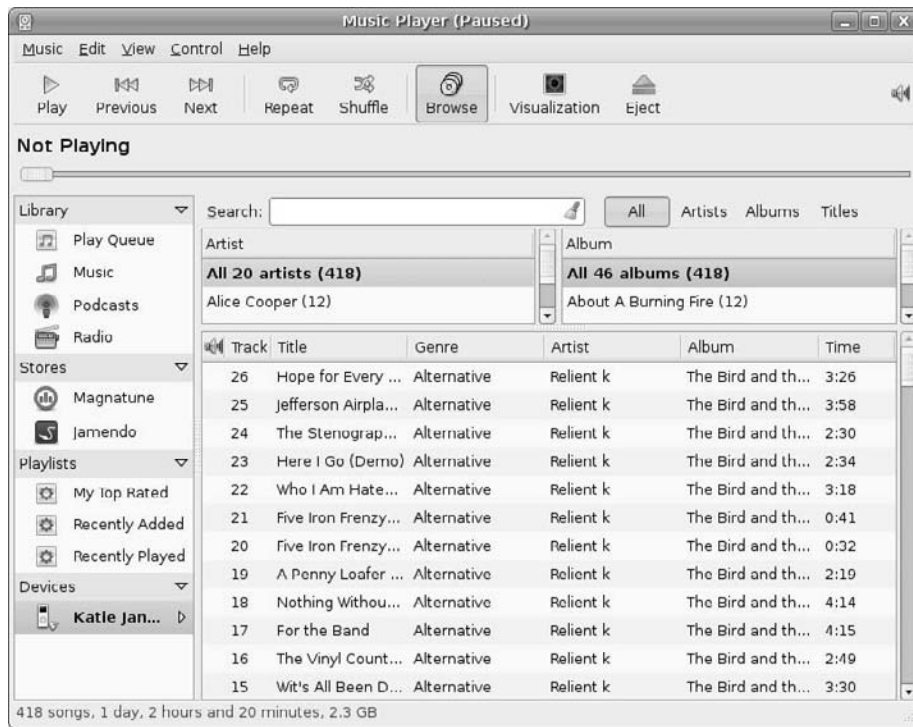 Music Player (Paused)
Music Edit View Control Help
Play Previous Next Repeat Shuffle Browse Visualization Eject
Not Playing
Library
Play Queue
Music
Podcasts
Radio
Stores
Magnatune
Jamendo
Playlists
My Top Rated
Recently Added
Recently Played
Devices
Katie Jan...
Search: All Artists Albums Titles
Artist
All 20 artists (418)
Alice Cooper (12)
Album
All 46 albums (418)
About A Burning Fire (12)
Track Title Genre Artist Album Time
26 Hope for Every ... Alternative Relient k The Bird and th... 3:26
25 Jefferson Airpla... Alternative Relient k The Bird and th... 3:58
24 The Stenograp... Alternative Relient k The Bird and th... 2:30
23 Here I Go (Demo) Alternative Relient k The Bird and th... 2:34
22 Who I Am Hate... Alternative Relient k The Bird and th... 3:18
21 Five Iron Frenzy... Alternative Relient k The Bird and th... 0:41
20 Five Iron Frenzy... Alternative Relient k The Bird and th... 0:32
19 A Penny Loafer ... Alternative Relient k The Bird and th... 2:19
18 Nothing Withou... Alternative Relient k The Bird and th... 4:14
17 For the Band Alternative Relient k The Bird and th... 4:15
16 The Vinyl Count... Alternative Relient k The Bird and th... 2:49
15 Wit's All Been D... Alternative Relient k The Bird and th... 3:30
418 songs, 1 day, 2 hours and 20 minutes, 2.3 GB